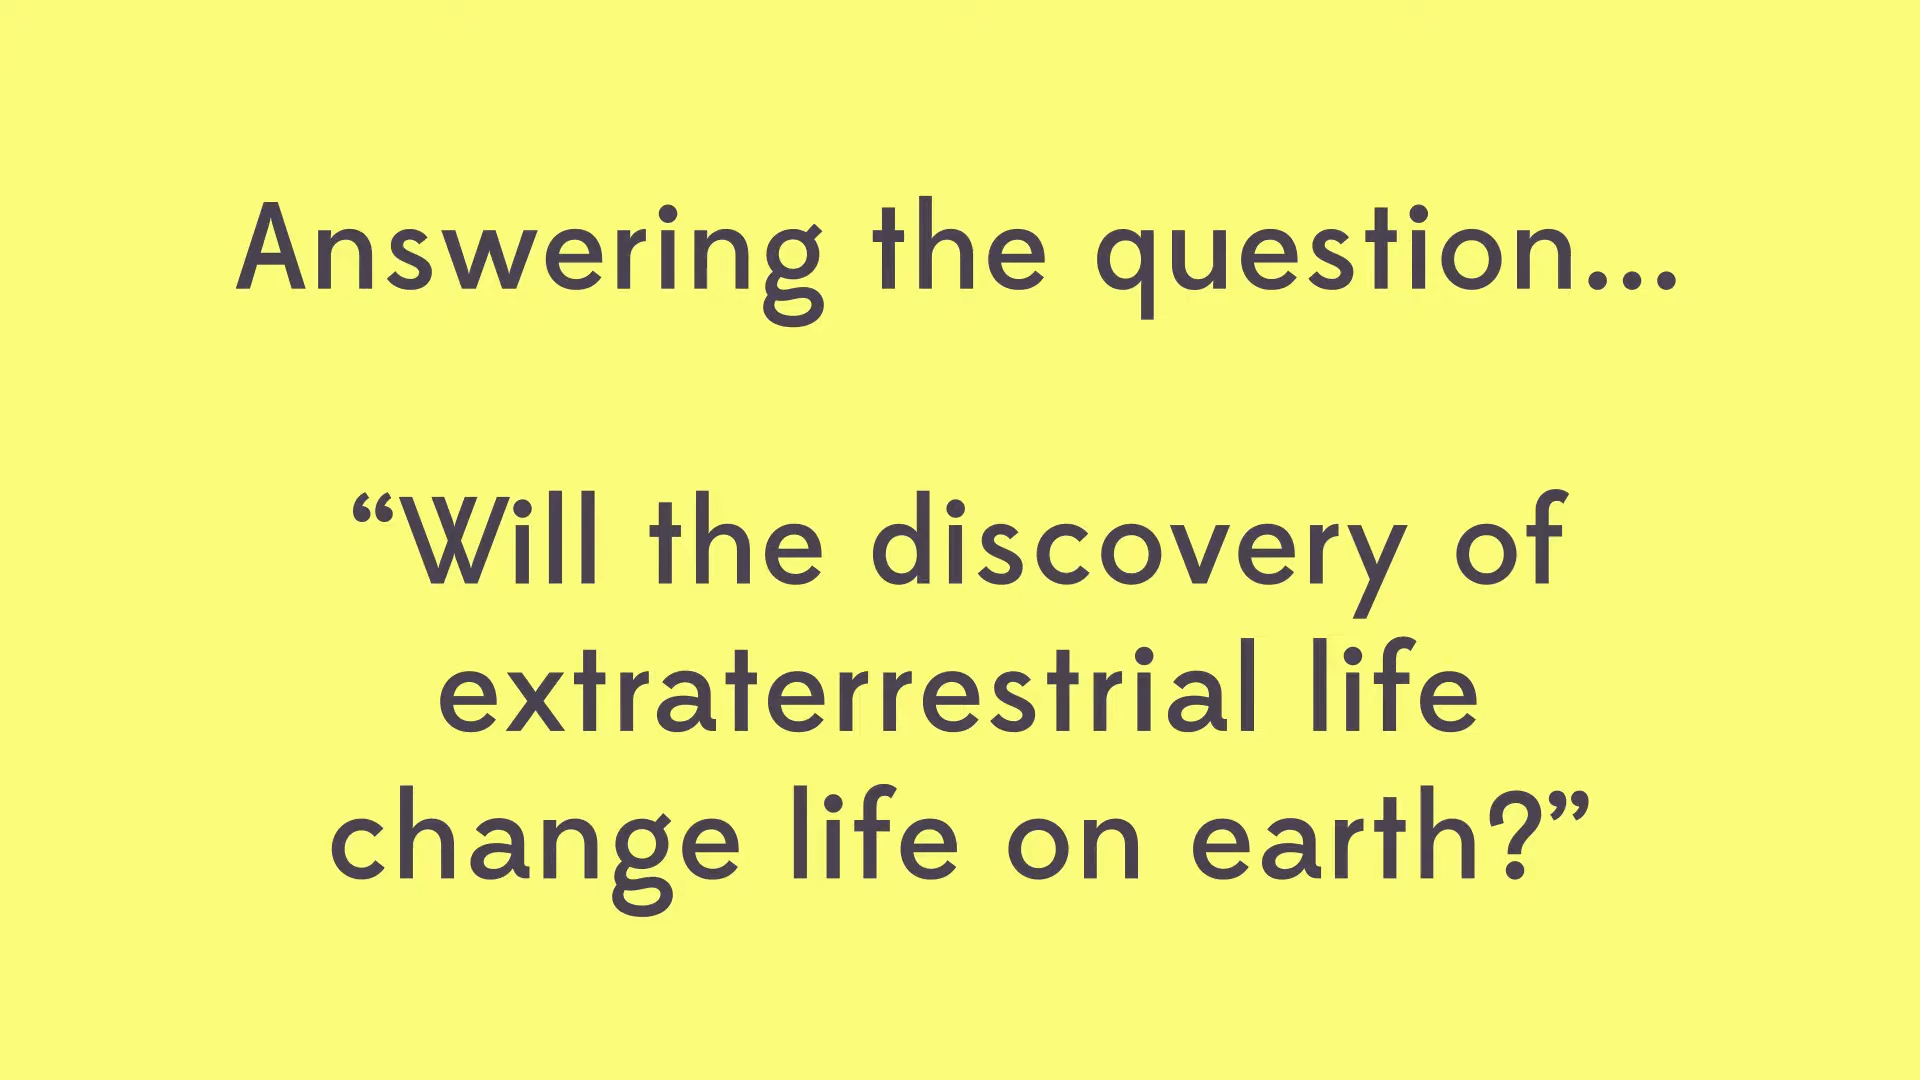 Answering the question...
“Will the discovery of
extraterrestrial life
change life on earth?”